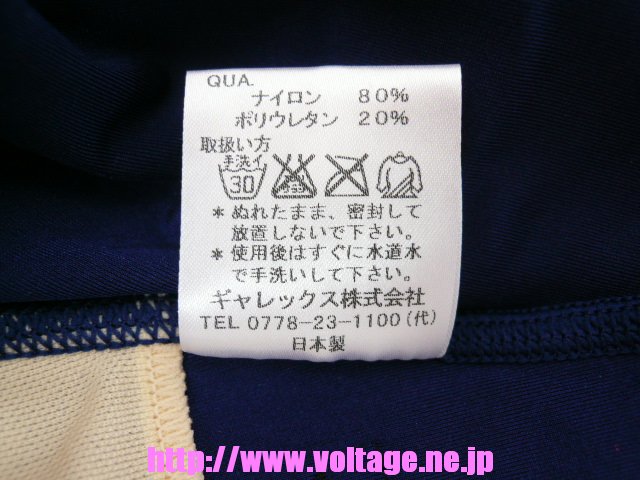 QUA.
ナイロン 80%
ポリウレタン 20%
取扱い方
手洗イ
30
*ぬれたまま、密封して
放置しないで下さい。
*使用後はすぐに水道水
で手洗いして下さい。
ギャレックス株式会社
TEL 0778-23-1100(代)
日本製
http://www.voltage.ne.jp